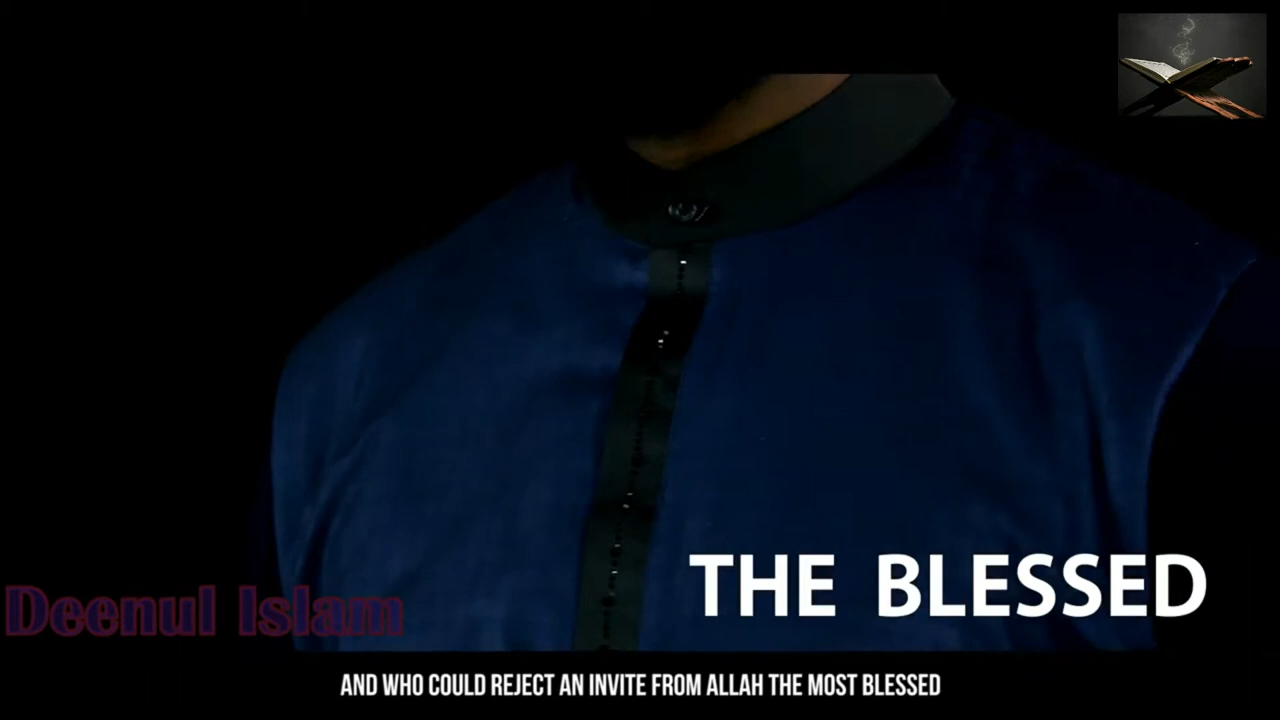 THE BLESSED
Deenul Islam
AND WHO COULD REJECT AN INVITE FROM ALLAH THE MOST BLESSED